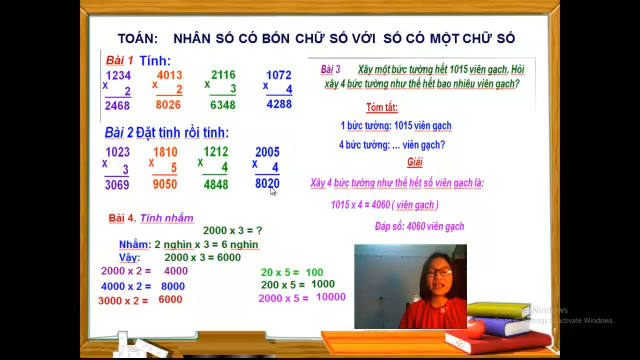 TOÁN: NHÂN SỐ CÓ BỐN CHỮ SỐ VỚI SỐ CÓ MỘT CHỮ SỐ
Bài 1 Tính:
1234 4013 2116 1072
x 2 x 2 x 3 x 4
2468 8026 6348 4288
Bài 2 Đặt tính rồi tính:
1023 1810 1212 2005
x 3 x 5 x 4 x 4
3069 9050 4848 8020
Bài 3 Xây một bức tường hết 1015 viên gạch. Hỏi
xây 4 bức tường như thế hết bao nhiêu viên gạch?
Tóm tắt:
1 bức tường: 1015 viên gạch
4 bức tường: ... viên gạch?
Giải
Xây 4 bức tường như thế hết số viên gạch là:
1015 x 4 = 4060 ( viên gạch )
Đáp số: 4060 viên gạch
Bài 4. Tính nhẩm
2000 x 3 = ?
Nhẩm: 2 nghìn x 3 = 6 nghìn
Vậy: 2000 x 3 = 6000
2000 x 2 = 4000
4000 x 2 = 8000
3000 x 2 = 6000
20 x 5 = 100
200 x 5 = 1000
2000 x 5 = 10000
Windows
activate Windows.